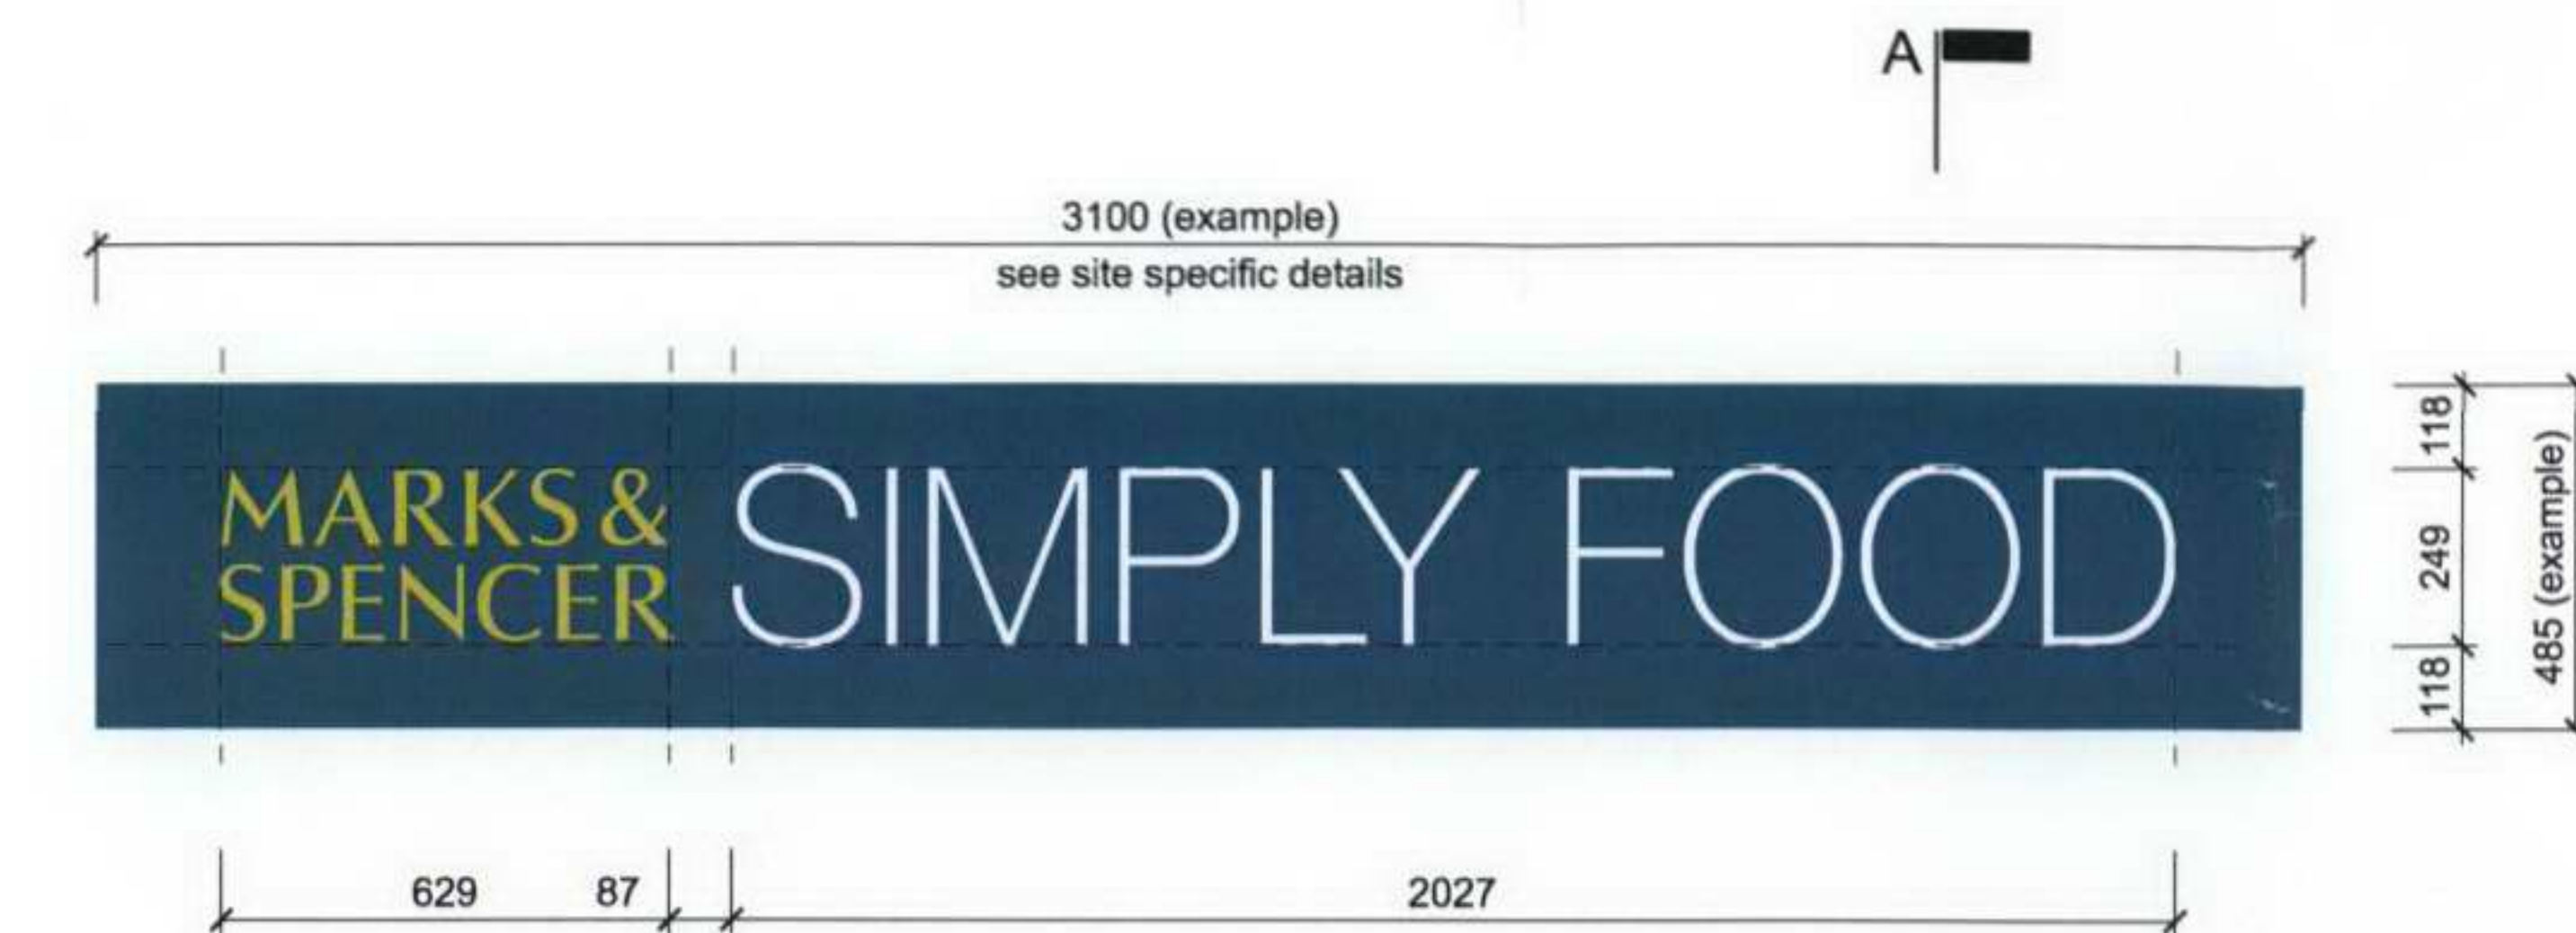 A
3100 (example)
see site specific details
MARKS &
SPENCER
SIMPLY FOOD
118
249
118
485 (example)
629
87
2027